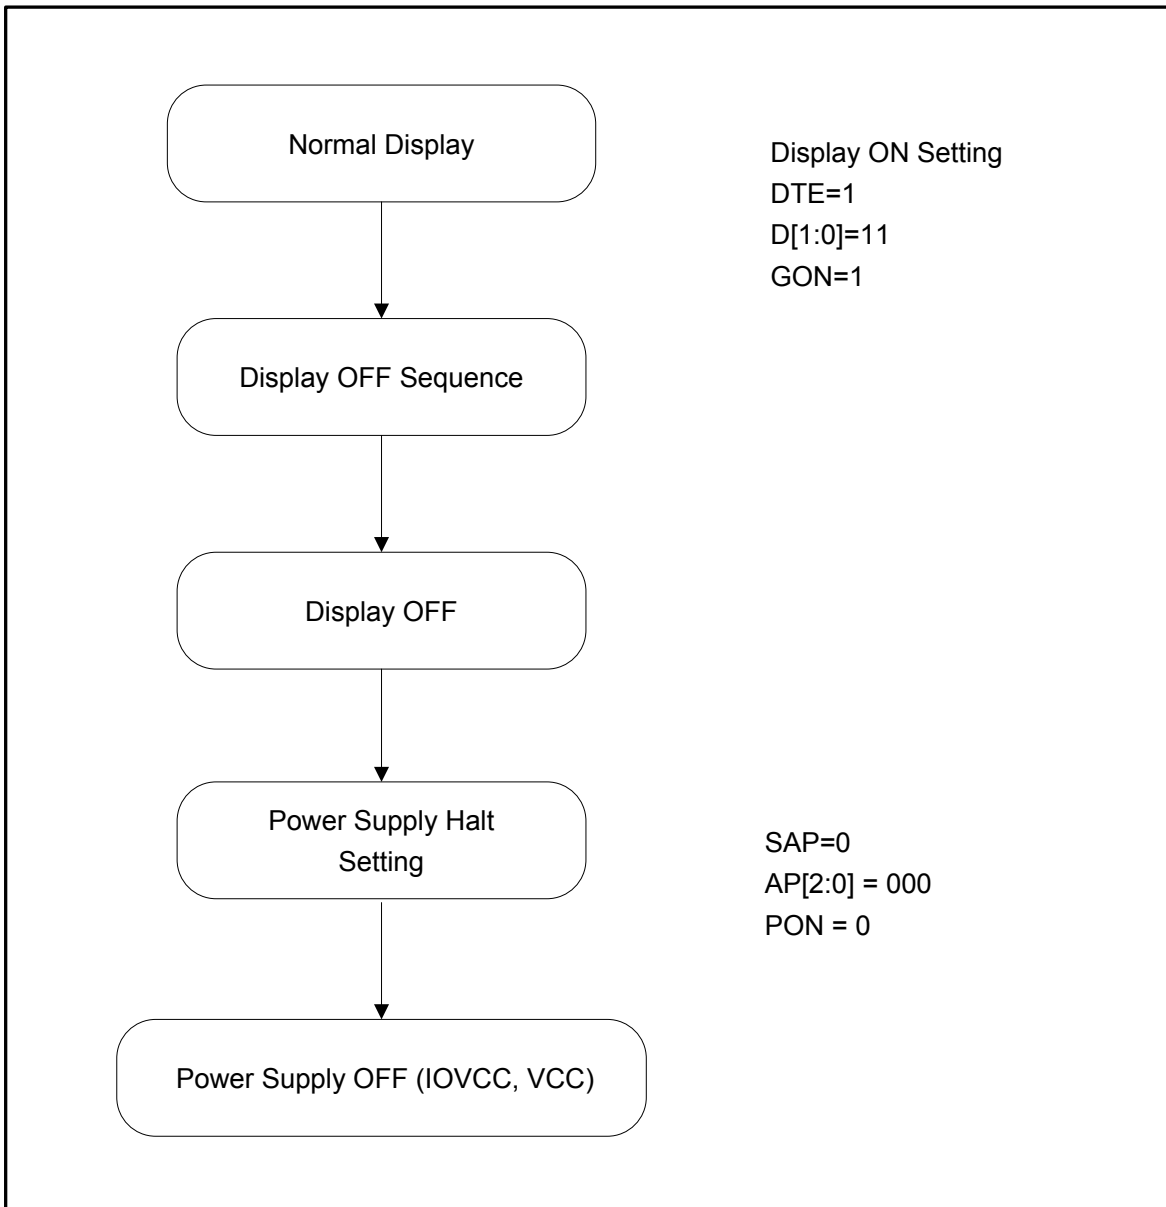 Normal Display
Display ON Setting
DTE=1
D[1:0]=11
GON=1
Display OFF Sequence
Display OFF
Power Supply Halt
Setting
SAP=0
AP[2:0] = 000
PON = 0
Power Supply OFF (IOVCC, VCC)